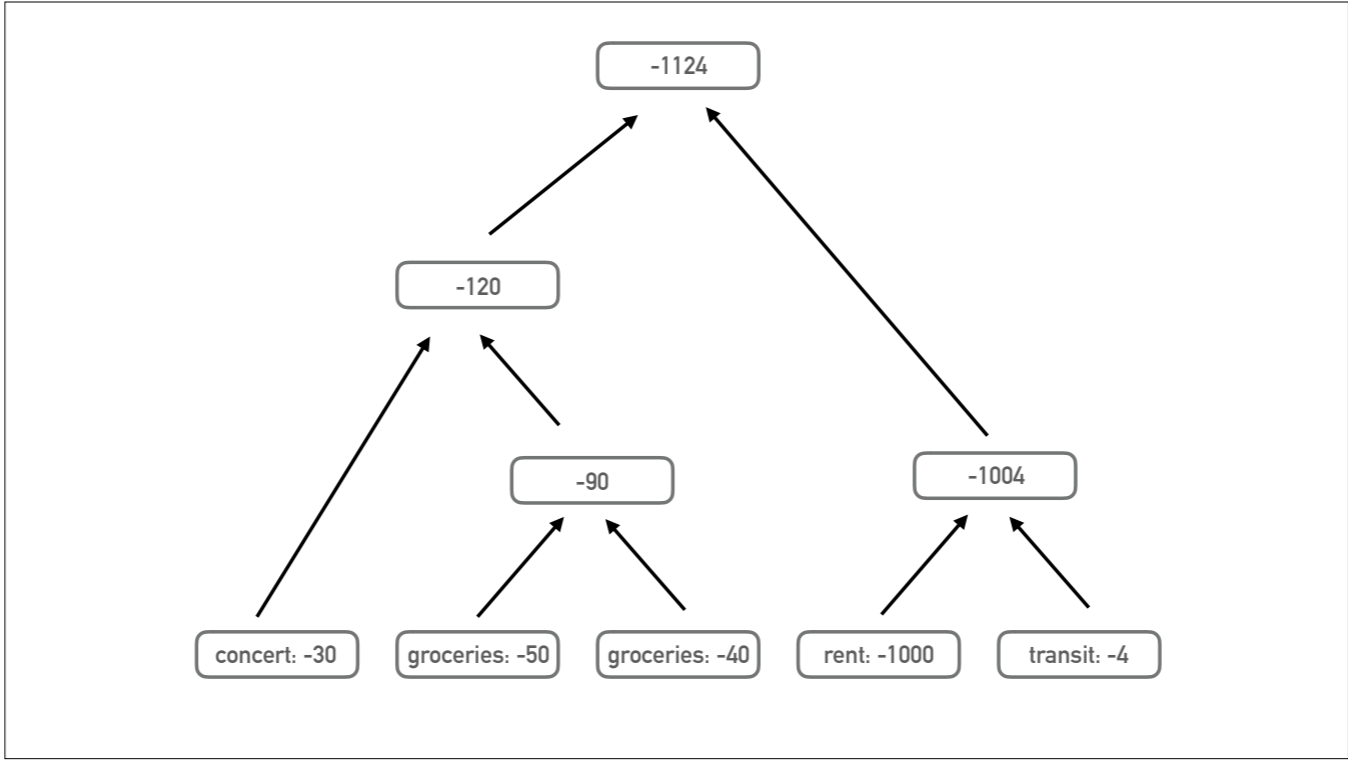 -1124
-120
-90
-1004
concert: -30
groceries: -50
groceries: -40
rent: -1000
transit: -4